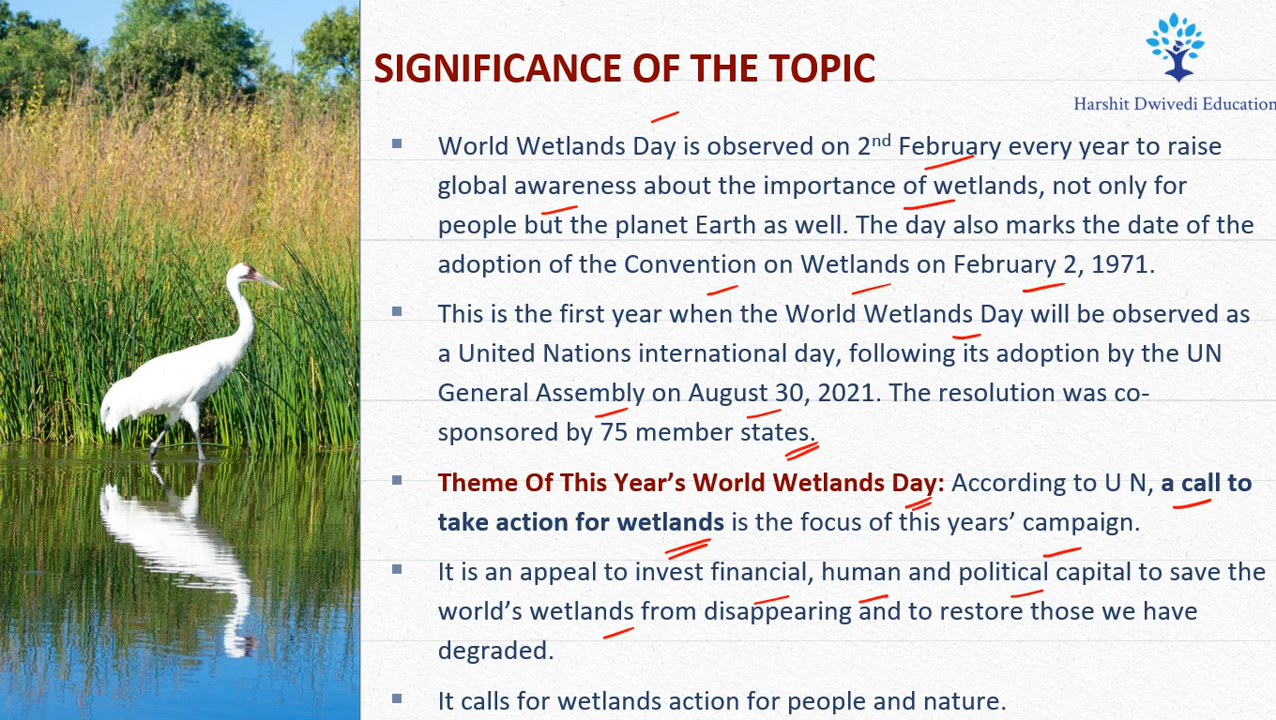 SIGNIFICANCE OF THE TOPIC
Harshit Dwivedi Education
World Wetlands Day is observed on 2nd February every year to raise
global awareness about the importance of wetlands, not only for
people but the planet Earth as well. The day also marks the date of the
adoption of the Convention on Wetlands on February 2, 1971.
This is the first year when the World Wetlands Day will be observed as
a United Nations international day, following its adoption by the UN
General Assembly on August 30, 2021. The resolution was co-
sponsored by 75 member states.
Theme Of This Year's World Wetlands Day: According to U N, a call to
take action for wetlands is the focus of this years' campaign.
It is an appeal to invest financial, human and political capital to save the
world's wetlands from disappearing and to restore those we have
degraded.
It calls for wetlands action for people and nature.